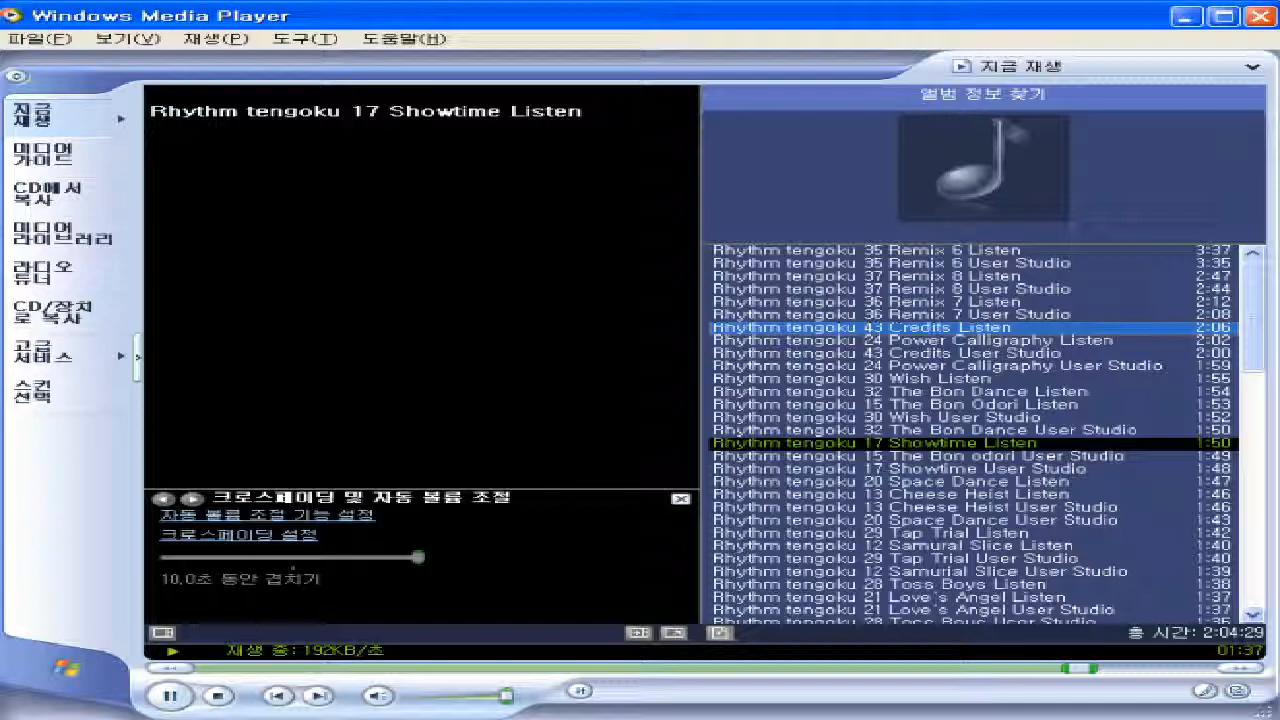 Windows Media Player
파일(F) 보기(V) 재생(P) 도구(T) 도움말(H)
지금 재생
지금
재생
미디어
가이드
CD에서
복사
미디어
라이브러리
라디오
튜너
CD/장치
로 복사
고급
서비스
스킨
선택
Rhythm tengoku 17 Showtime Listen
앨범 정보 찾기
Rhythm tengoku 35 Remix 6 Listen 3:37
Rhythm tengoku 35 Remix 6 User Studio 3:35
Rhythm tengoku 37 Remix 8 Listen 2:47
Rhythm tengoku 37 Remix 8 User Studio 2:44
Rhythm tengoku 36 Remix 7 Listen 2:12
Rhythm tengoku 36 Remix 7 User Studio 2:08
Rhythm tengoku 43 Credits Listen 2:06
Rhythm tengoku 24 Power Calligraphy Listen 2:02
Rhythm tengoku 43 Credits User Studio 2:00
Rhythm tengoku 24 Power Calligraphy User Studio 1:59
Rhythm tengoku 30 Wish Listen 1:55
Rhythm tengoku 32 The Bon Dance Listen 1:54
Rhythm tengoku 15 The Bon Odori Listen 1:53
Rhythm tengoku 30 Wish User Studio 1:52
Rhythm tengoku 32 The Bon Dance User Studio 1:50
Rhythm tengoku 17 Showtime Listen 1:50
Rhythm tengoku 15 The Bon odori User Studio 1:49
Rhythm tengoku 17 Showtime User Studio 1:48
Rhythm tengoku 20 Space Dance Listen 1:47
Rhythm tengoku 13 Cheese Heist Listen 1:46
Rhythm tengoku 13 Cheese Heist User Studio 1:46
Rhythm tengoku 20 Space Dance User Studio 1:43
Rhythm tengoku 29 Tap Trial Listen 1:42
Rhythm tengoku 12 Samurai Slice Listen 1:40
Rhythm tengoku 29 Tap Trial User Studio 1:40
Rhythm tengoku 12 Samurial Slice User Studio 1:39
Rhythm tengoku 28 Toss Boys Listen 1:38
Rhythm tengoku 21 Love's Angel Listen 1:37
Rhythm tengoku 21 Love's Angel User Studio 1:37
Rhythm tengoku 28 Toss Boys User Studio
크로스페이딩 및 자동 볼륨 조절
자동 볼륨 조절 기능 설정
크로스페이딩 설정
10.0초 동안 겹치기
총 시간: 2:04:29
재생 중: 192KB/초 01:37